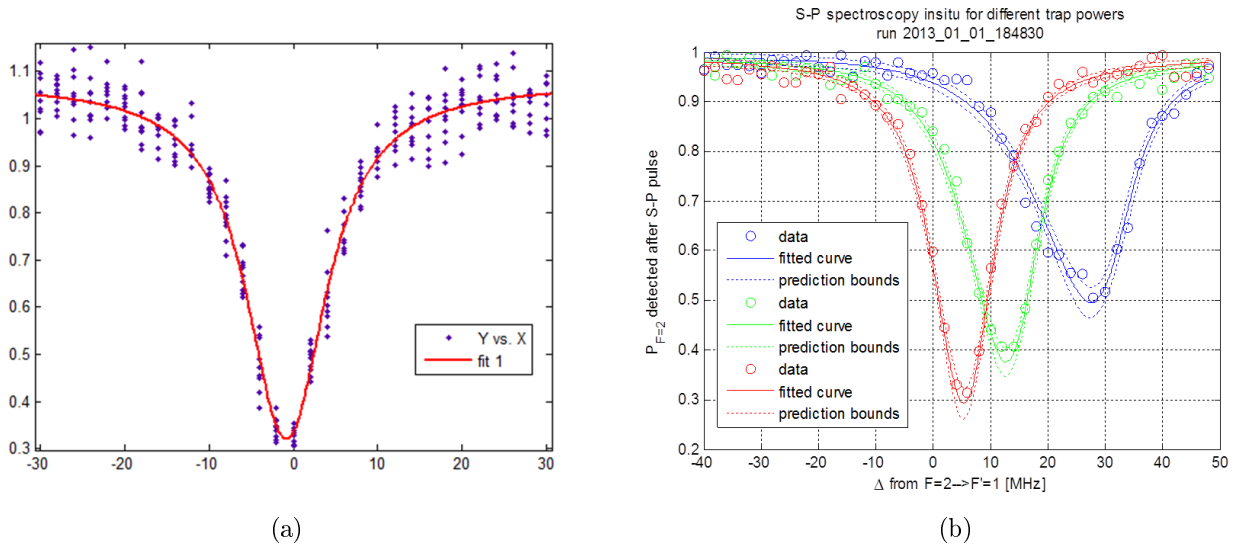 1.1
1
0.9
0.8
0.7
0.6
0.5
0.4
0.3
-30 -20 -10 0 10 20 30
Y vs. X
fit 1
(a)
S-P spectroscopy insitu for different trap powers
run 2013_01_01_184830
1
0.9
0.8
0.7
0.6
0.5
0.4
0.3
0.2
P_F=2 detected after S-P pulse
data
fitted curve
prediction bounds
data
fitted curve
prediction bounds
data
fitted curve
prediction bounds
-40 -30 -20 -10 0 10 20 30 40 50
Δ from F=2-->F'=1 [MHz]
(b)